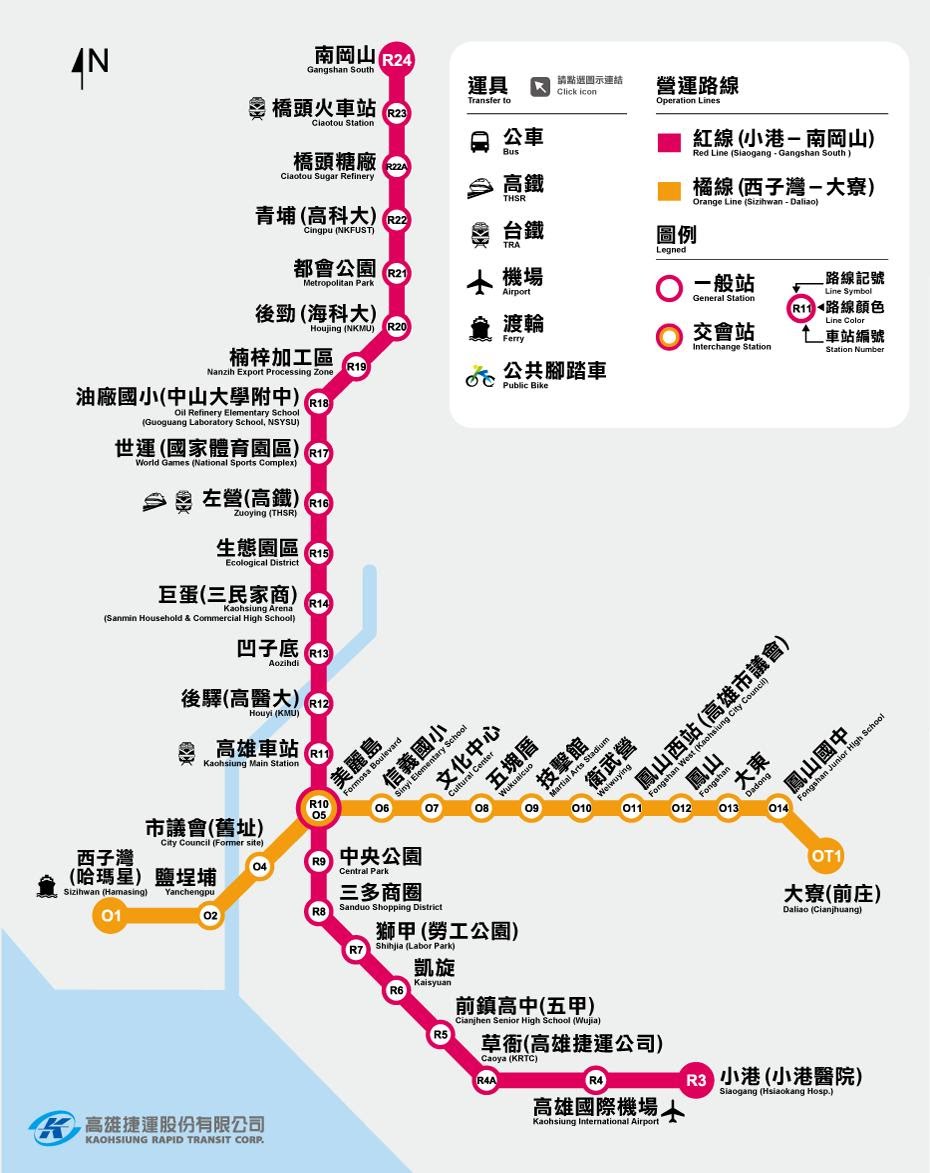 N
南岡山
Gangshan South
R24
橋頭火車站
Ciaotou Station
R23
橋頭糖廠
Ciaotou Sugar Refinery
R22A
青埔(高科大)
Cingpu (NKFUST)
R22
都會公園
Metropolitan Park
R21
後勁(海科大)
Houjing (NKMU)
R20
楠梓加工區
Nanzih Export Processing Zone
R19
油廠國小(中山大學附中)
Oil Refinery Elementary School
(Guoguang Laboratory School, NSYSU)
R18
世運(國家體育園區)
World Games (National Sports Complex)
R17
左營(高鐵)
Zuoying (THSR)
R16
生態園區
Ecological District
R15
巨蛋(三民家商)
Kaohsiung Arena
(Sanmin Household & Commercial High School)
R14
凹子底
Aozihdi
R13
後驛(高醫大)
Houyi (KMU)
R12
高雄車站
Kaohsiung Main Station
R11
運具
Transfer to
請點選圖示連結
Click icon
公車
Bus
高鐵
THSR
台鐵
TRA
機場
Airport
渡輪
Ferry
公共腳踏車
Public Bike
營運路線
Operation Lines
紅線(小港－南岡山)
Red Line (Siaogang - Gangshan South )
橘線(西子灣－大寮)
Orange Line (Sizihwan - Daliao)
圖例
Legned
一般站
General Station
交會站
Interchange Station
R11
路線記號
Line Symbol
路線顏色
Line Color
車站編號
Station Number
美麗島
Formosa Boulevard
R10
O5
信義國小
Sinyi Elementary School
O6
文化中心
Cultural Center
O7
五塊厝
Wukuaicuo
O8
技擊館
Martial Arts Stadium
O9
衛武營
Weiwuying
O10
鳳山西站(高雄市議會)
Fongshan West (Kaohsiung City Council)
O11
鳳山
Fongshan
O12
大東
Dadong
O13
鳳山國中
Fongshan Junior High School
O14
OT1
大寮(前庄)
Daliao (Cianjhuang)
市議會(舊址)
City Council (Former site)
O4
鹽埕埔
Yanchengpu
O2
西子灣
(哈瑪星)
Sizihwan (Hamasing)
O1
R9
中央公園
Central Park
R8
三多商圈
Sanduo Shopping District
R7
獅甲(勞工公園)
Shihjia (Labor Park)
R6
凱旋
Kaisyuan
R5
前鎮高中(五甲)
Cianjhen Senior High School (Wujia)
R4A
草衙(高雄捷運公司)
Caoya (KRTC)
R4
高雄國際機場
Kaohsiung International Airport
R3
小港(小港醫院)
Siaogang (Hsiaokang Hosp.)
高雄捷運股份有限公司
KAOHSIUNG RAPID TRANSIT CORP.